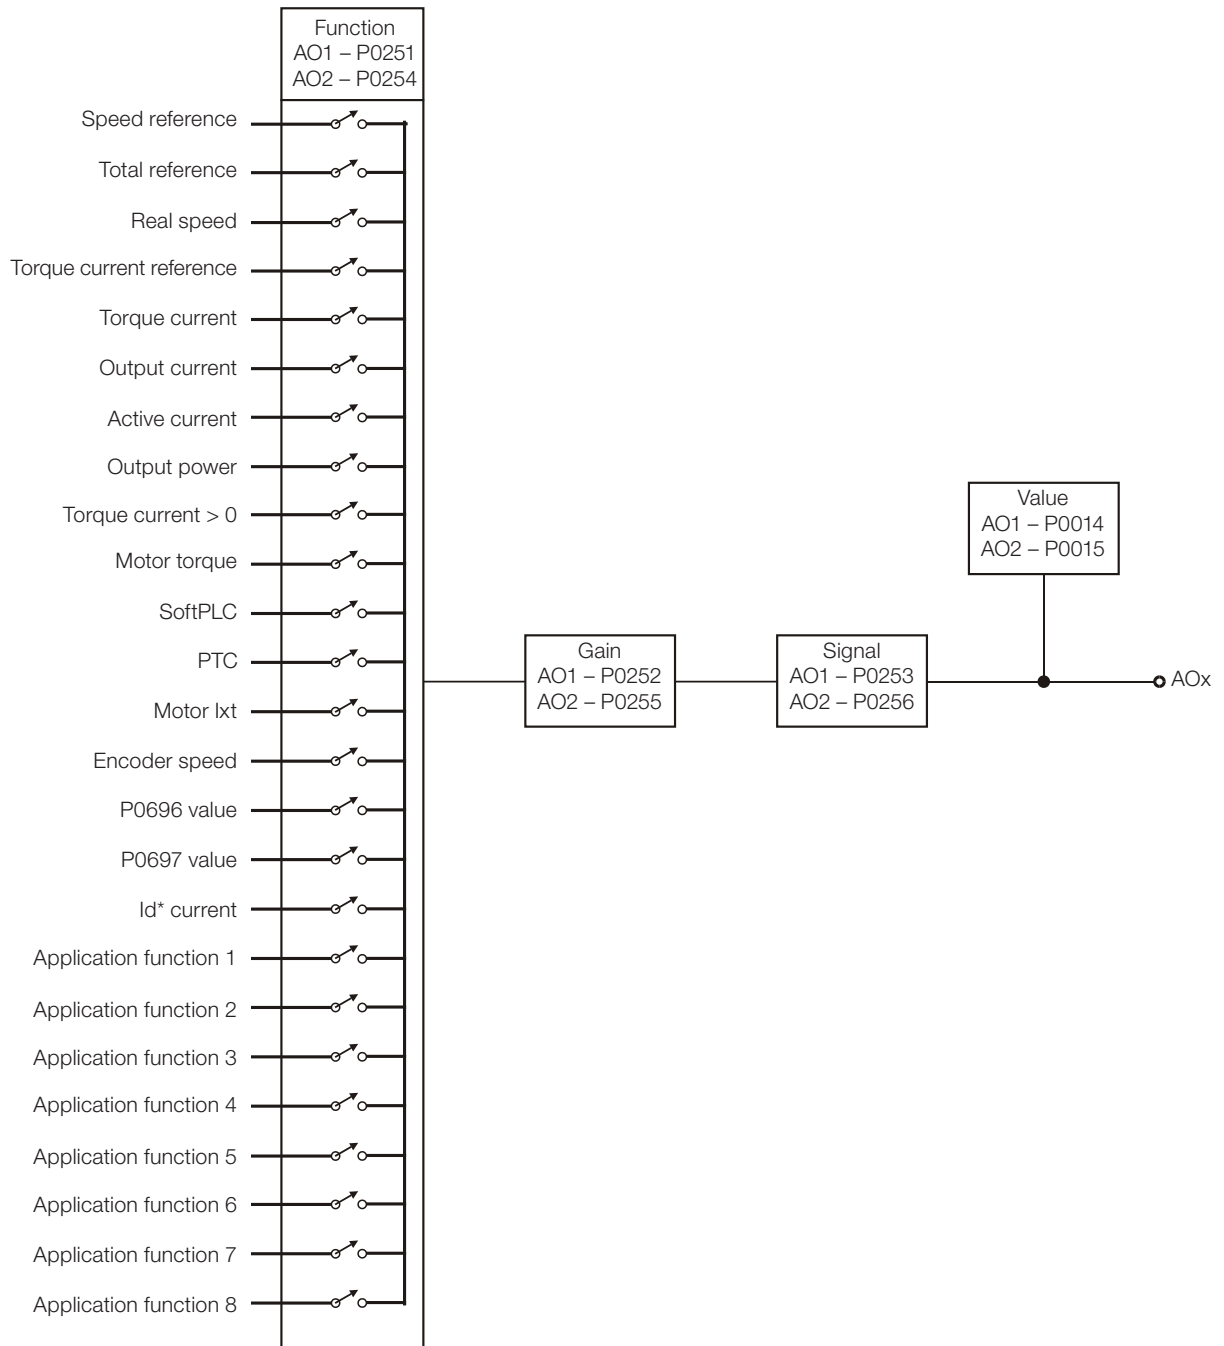 Function
AO1 – P0251
AO2 – P0254
Speed reference
Total reference
Real speed
Torque current reference
Torque current
Output current
Active current
Output power
Torque current > 0
Motor torque
SoftPLC
PTC
Motor Ixt
Encoder speed
P0696 value
P0697 value
Id* current
Application function 1
Application function 2
Application function 3
Application function 4
Application function 5
Application function 6
Application function 7
Application function 8
Gain
AO1 – P0252
AO2 – P0255
Signal
AO1 – P0253
AO2 – P0256
Value
AO1 – P0014
AO2 – P0015
AOx